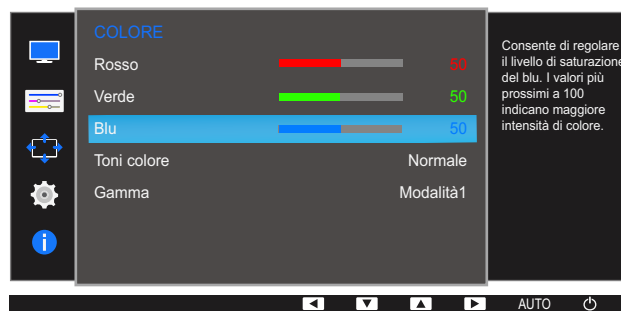 COLORE
Rosso 50
Verde 50
Blu 50
Toni colore Normale
Gamma Modalità1
Consente di regolare
il livello di saturazione
del blu. I valori più
prossimi a 100
indicano maggiore
intensità di colore.
AUTO